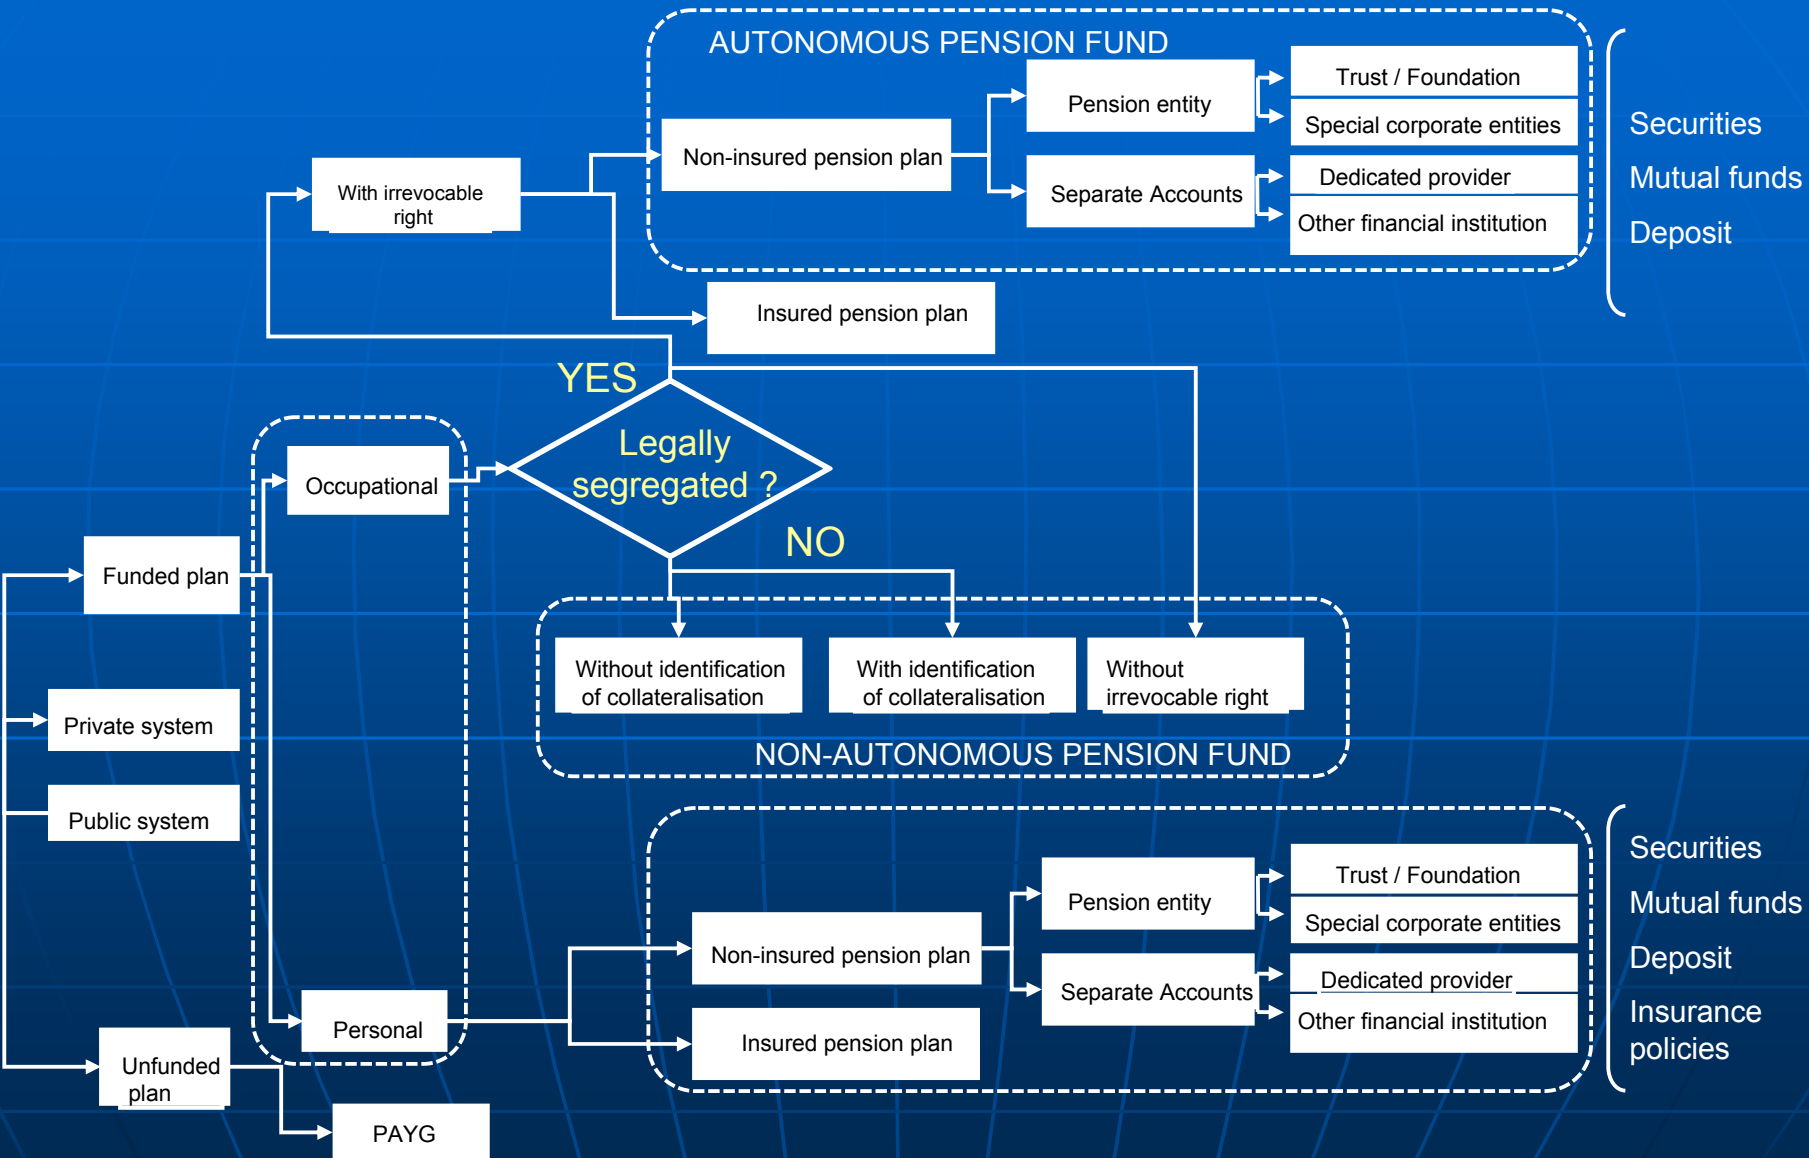 AUTONOMOUS PENSION FUND
Trust / Foundation
Pension entity
Special corporate entities
Non-insured pension plan
Dedicated provider
Separate Accounts
Other financial institution
Securities
Mutual funds
Deposit
With irrevocable
right
Insured pension plan
YES
Legally
segregated ?
NO
Occupational
Funded plan
Private system
Public system
Without identification
of collateralisation
With identification
of collateralisation
Without
irrevocable right
NON-AUTONOMOUS PENSION FUND
Trust / Foundation
Pension entity
Special corporate entities
Non-insured pension plan
Dedicated provider
Separate Accounts
Other financial institution
Personal
Insured pension plan
Securities
Mutual funds
Deposit
Insurance
policies
Unfunded
plan
PAYG